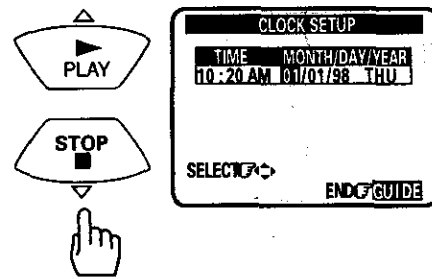 PLAY
STOP
CLOCK SETUP
TIME MONTH/DAY/YEAR
10:20 AM 01/01/98 THU
SELECT
END GUIDE